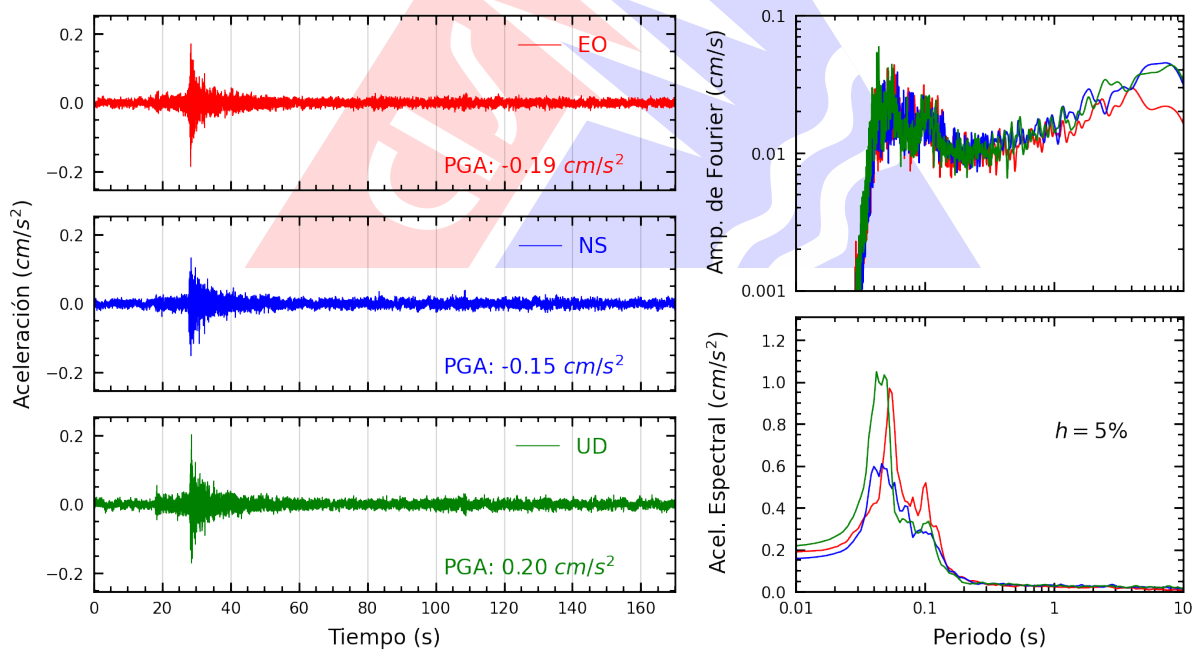 Aceleración (cm/s²)
0.2
0.0
−0.2
EO
PGA: -0.19 cm/s²
0.2
0.0
−0.2
NS
PGA: -0.15 cm/s²
0.2
0.0
−0.2
UD
PGA: 0.20 cm/s²
0 20 40 60 80 100 120 140 160
Tiempo (s)
Amp. de Fourier (cm/s)
0.1
0.01
0.001
Acel. Espectral (cm/s²)
1.2
1.0
0.8
0.6
0.4
0.2
0.0
h = 5%
0.01 0.1 1 10
Periodo (s)